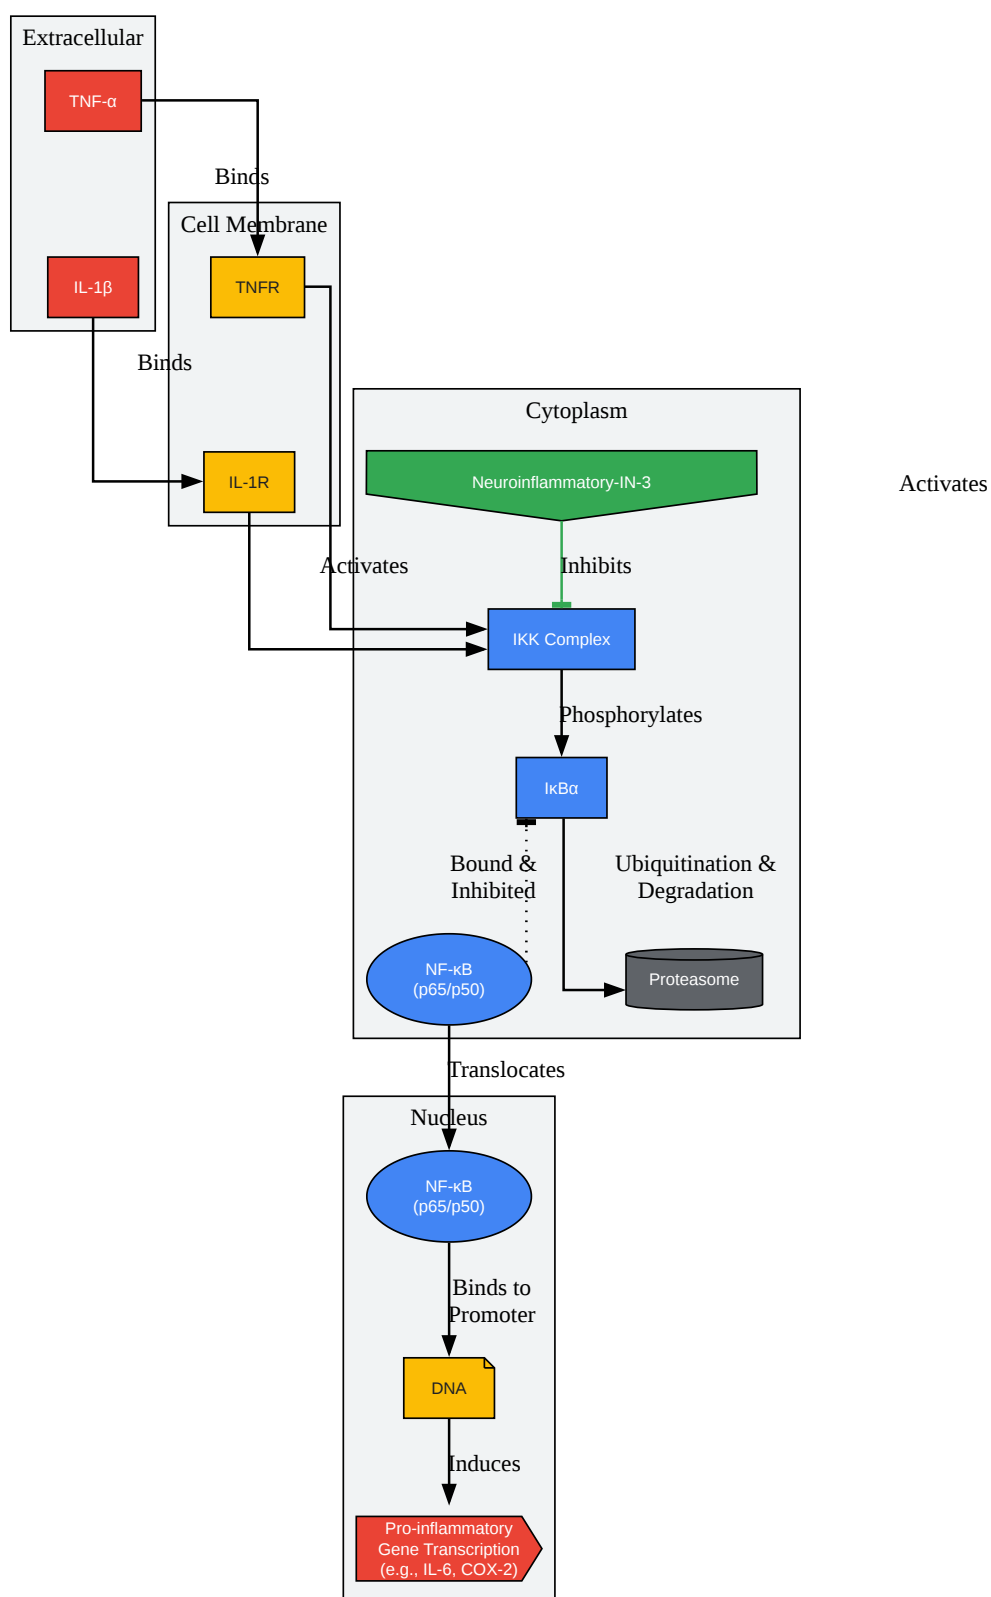 Extracellular
TNF-α
Binds
Cell Membrane
IL-1β
TNFR
Binds
Cytoplasm
IL-1R
Neuroinflammatory-IN-3
Activates
Activates
Inhibits
IKK Complex
Phosphorylates
IκBα
Bound &
Inhibited
Ubiquitination &
Degradation
NF-κB
(p65/p50)
Proteasome
Translocates
Nucleus
NF-κB
(p65/p50)
Binds to
Promoter
DNA
Induces
Pro-inflammatory
Gene Transcription
(e.g., IL-6, COX-2)